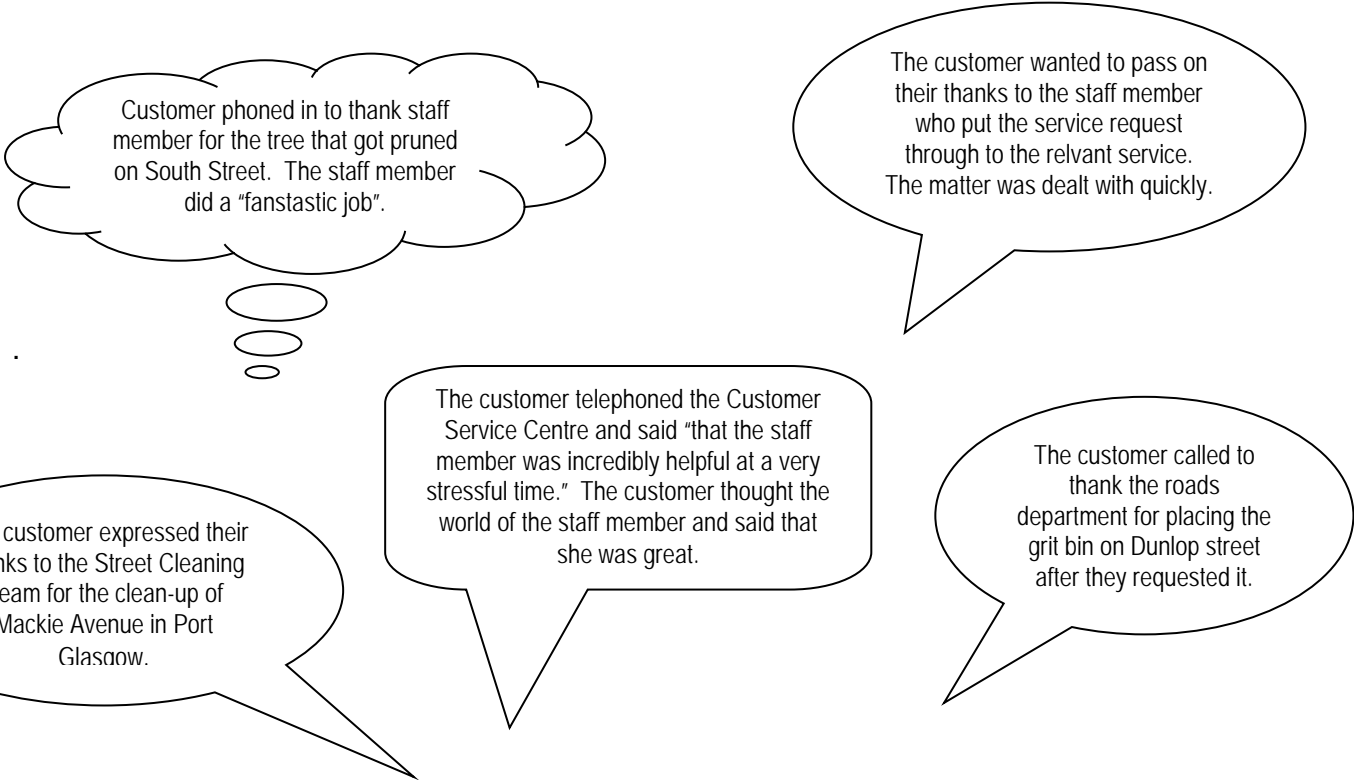 Customer phoned in to thank staff
member for the tree that got pruned
on South Street. The staff member
did a "fanstastic job".
The customer wanted to pass on
their thanks to the staff member
who put the service request
through to the relvant service.
The matter was dealt with quickly.
.
The customer telephoned the Customer
Service Centre and said "that the staff
member was incredibly helpful at a very
stressful time." The customer thought the
world of the staff member and said that
she was great.
The customer called to
thank the roads
department for placing the
grit bin on Dunlop street
after they requested it.
customer expressed their
nks to the Street Cleaning
eam for the clean-up of
Mackie Avenue in Port
Glasgow.